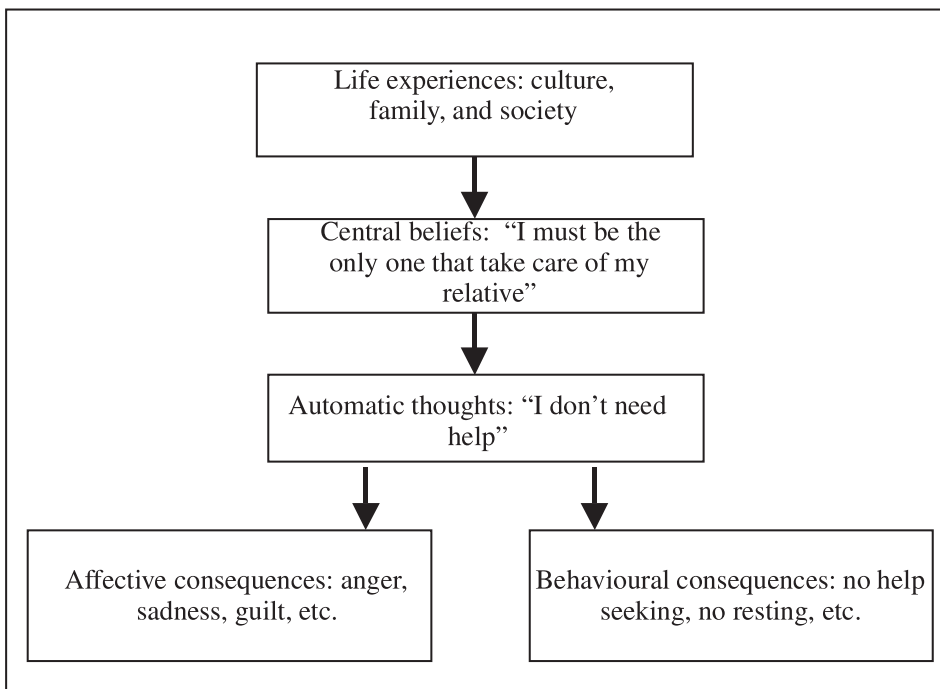 Life experiences: culture,
family, and society
Central beliefs:  “I must be the
only one that take care of my
relative”
Automatic thoughts: “I don’t need
help”
Affective consequences: anger,
sadness, guilt, etc.
Behavioural consequences: no help
seeking, no resting, etc.